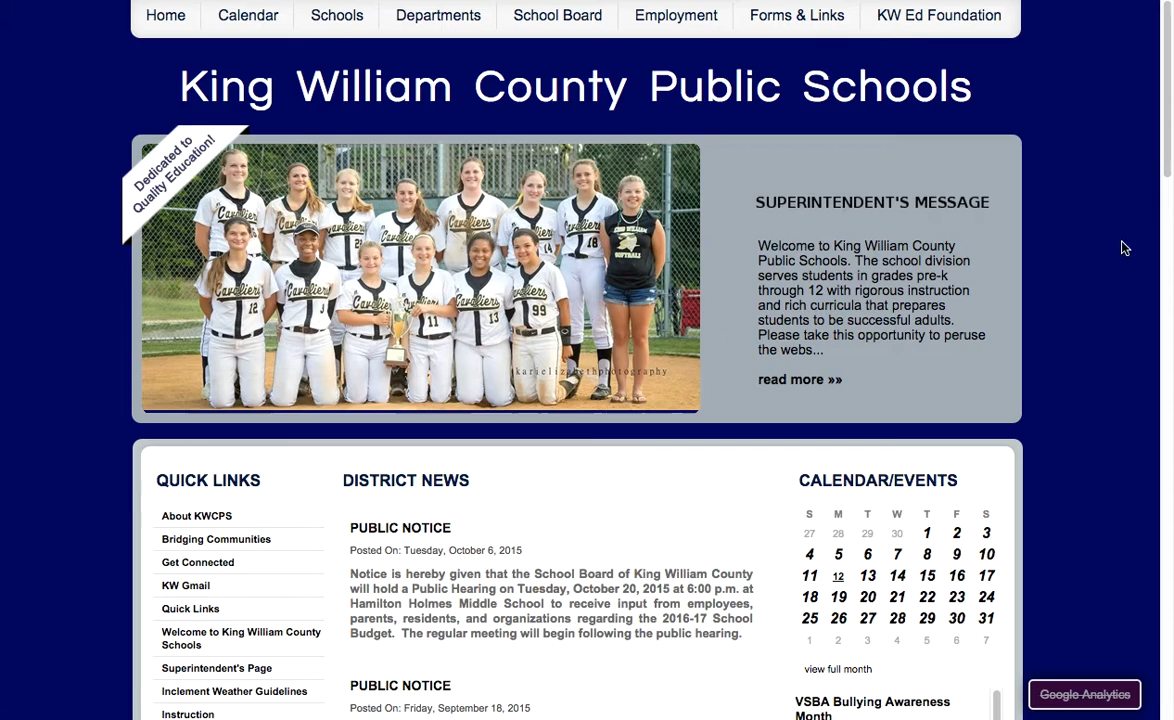 Home Calendar Schools Departments School Board Employment Forms & Links KW Ed Foundation
King William County Public Schools
Dedicated to
Quality Education!
Cavaliers
18
KING WILLIAM
SOFTBALL
12
11
13
99
karielizabethphotography
SUPERINTENDENT'S MESSAGE
Welcome to King William County
Public Schools. The school division
serves students in grades pre-k
through 12 with rigorous instruction
and rich curricula that prepares
students to be successful adults.
Please take this opportunity to peruse
the webs...
read more »»
QUICK LINKS
About KWCPS
Bridging Communities
Get Connected
KW Gmail
Quick Links
Welcome to King William County
Schools
Superintendent's Page
Inclement Weather Guidelines
Instruction
DISTRICT NEWS
PUBLIC NOTICE
Posted On: Tuesday, October 6, 2015
Notice is hereby given that the School Board of King William County
will hold a Public Hearing on Tuesday, October 20, 2015 at 6:00 p.m. at
Hamilton Holmes Middle School to receive input from employees,
parents, residents, and organizations regarding the 2016-17 School
Budget. The regular meeting will begin following the public hearing.
PUBLIC NOTICE
Posted On: Friday, September 18, 2015
CALENDAR/EVENTS
S M T W T F S
27 28 29 30 1 2 3
4 5 6 7 8 9 10
11 12 13 14 15 16 17
18 19 20 21 22 23 24
25 26 27 28 29 30 31
1 2 3 4 5 6 7
view full month
VSBA Bullying Awareness
Month
Google Analytics